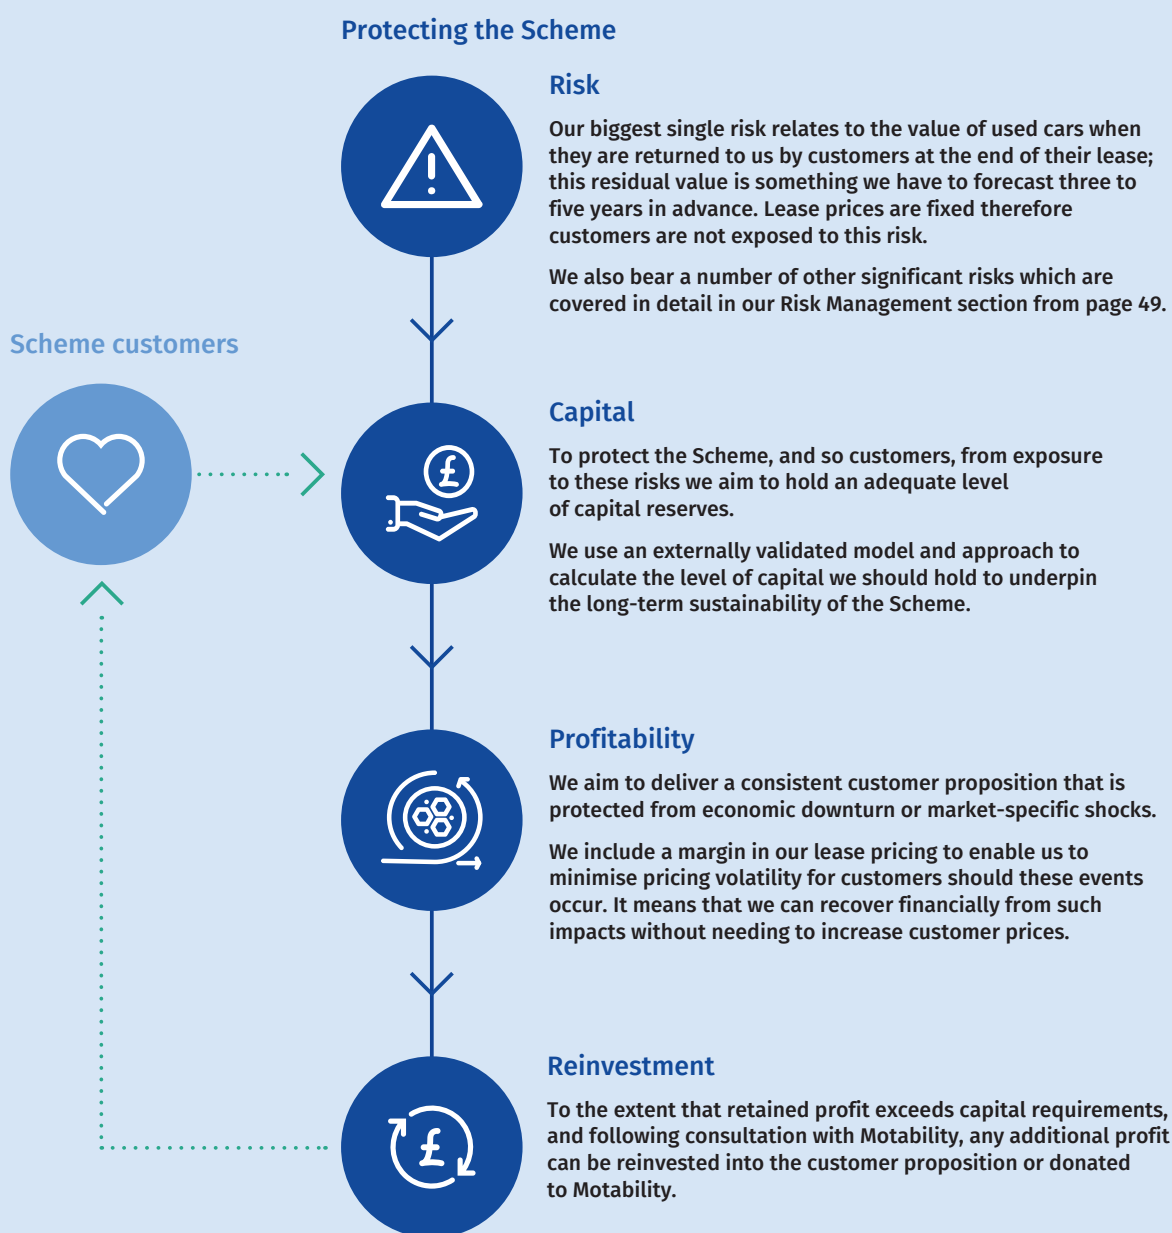 Protecting the Scheme
Risk
Our biggest single risk relates to the value of used cars when
they are returned to us by customers at the end of their lease;
this residual value is something we have to forecast three to
five years in advance. Lease prices are fixed therefore
customers are not exposed to this risk.
We also bear a number of other significant risks which are
covered in detail in our Risk Management section from page 49.
Scheme customers
Capital
£
To protect the Scheme, and so customers, from exposure
to these risks we aim to hold an adequate level
of capital reserves.
We use an externally validated model and approach to
calculate the level of capital we should hold to underpin
the long-term sustainability of the Scheme.
Profitability
We aim to deliver a consistent customer proposition that is
protected from economic downturn or market-specific shocks.
We include a margin in our lease pricing to enable us to
minimise pricing volatility for customers should these events
occur. It means that we can recover financially from such
impacts without needing to increase customer prices.
Reinvestment
£
To the extent that retained profit exceeds capital requirements,
and following consultation with Motability, any additional profit
can be reinvested into the customer proposition or donated
to Motability.